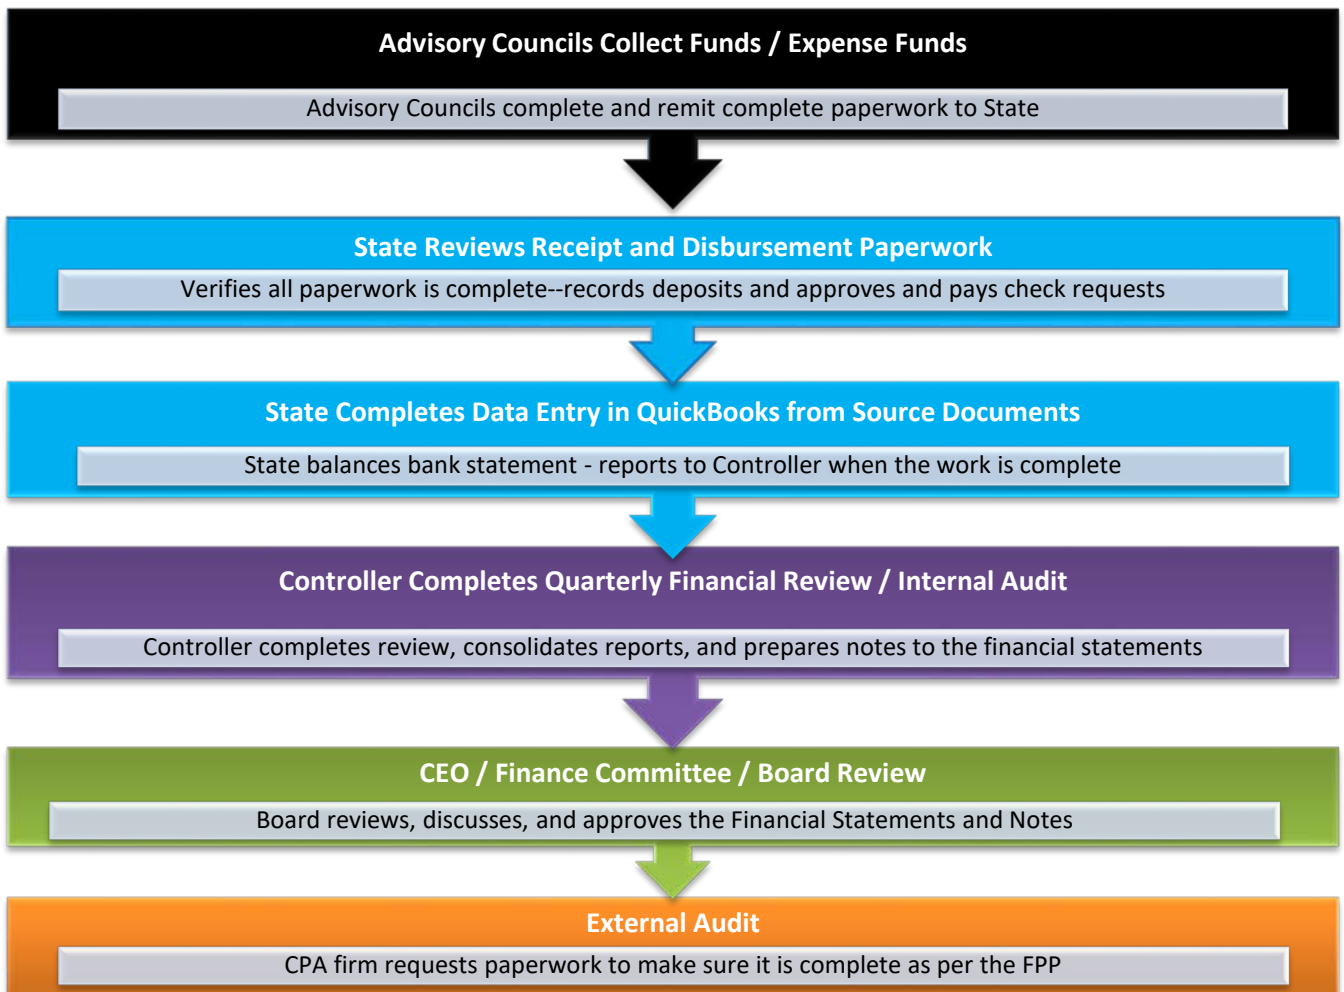 Advisory Councils Collect Funds / Expense Funds
Advisory Councils complete and remit complete paperwork to State
State Reviews Receipt and Disbursement Paperwork
Verifies all paperwork is complete--records deposits and approves and pays check requests
State Completes Data Entry in QuickBooks from Source Documents
State balances bank statement - reports to Controller when the work is complete
Controller Completes Quarterly Financial Review / Internal Audit
Controller completes review, consolidates reports, and prepares notes to the financial statements
CEO / Finance Committee / Board Review
Board reviews, discusses, and approves the Financial Statements and Notes
External Audit
CPA firm requests paperwork to make sure it is complete as per the FPP